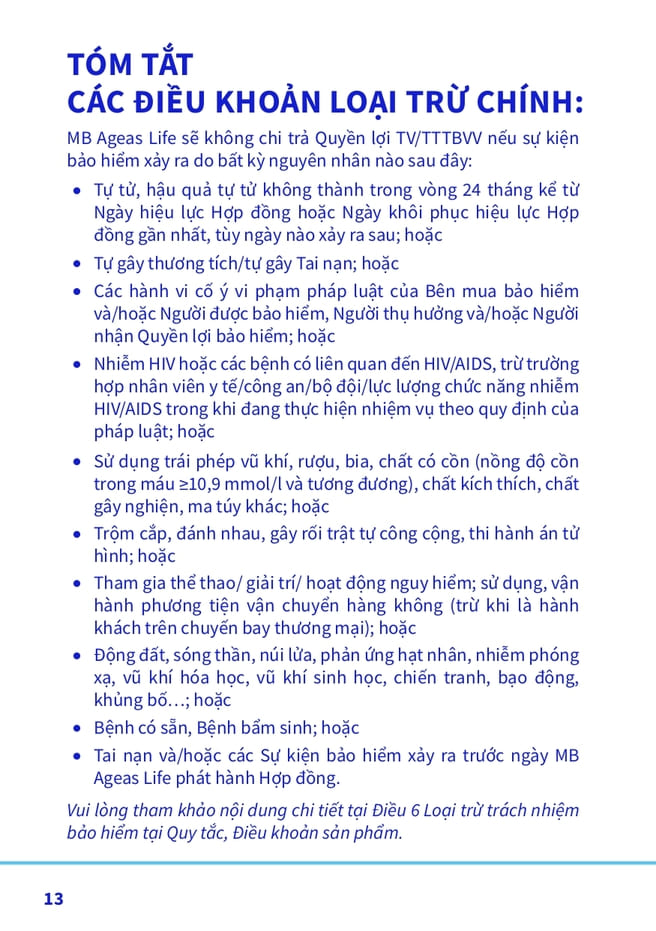 TÓM TẮT
CÁC ĐIỀU KHOẢN LOẠI TRỪ CHÍNH:
MB Ageas Life sẽ không chi trả Quyền lợi TV/TTTBVV nếu sự kiện
bảo hiểm xảy ra do bất kỳ nguyên nhân nào sau đây:
• Tự tử, hậu quả tự tử không thành trong vòng 24 tháng kể từ
Ngày hiệu lực Hợp đồng hoặc Ngày khôi phục hiệu lực Hợp
đồng gần nhất, tùy ngày nào xảy ra sau; hoặc
• Tự gây thương tích/tự gây Tai nạn; hoặc
• Các hành vi cố ý vi phạm pháp luật của Bên mua bảo hiểm
và/hoặc Người được bảo hiểm, Người thụ hưởng và/hoặc Người
nhận Quyền lợi bảo hiểm; hoặc
• Nhiễm HIV hoặc các bệnh có liên quan đến HIV/AIDS, trừ trường
hợp nhân viên y tế/công an/bộ đội/lực lượng chức năng nhiễm
HIV/AIDS trong khi đang thực hiện nhiệm vụ theo quy định của
pháp luật; hoặc
• Sử dụng trái phép vũ khí, rượu, bia, chất có cồn (nồng độ cồn
trong máu ≥10,9 mmol/l và tương đương), chất kích thích, chất
gây nghiện, ma túy khác; hoặc
• Trộm cắp, đánh nhau, gây rối trật tự công cộng, thi hành án tử
hình; hoặc
• Tham gia thể thao/ giải trí/ hoạt động nguy hiểm; sử dụng, vận
hành phương tiện vận chuyển hàng không (trừ khi là hành
khách trên chuyến bay thương mại); hoặc
• Động đất, sóng thần, núi lửa, phản ứng hạt nhân, nhiễm phóng
xạ, vũ khí hóa học, vũ khí sinh học, chiến tranh, bạo động,
khủng bố…; hoặc
• Bệnh có sẵn, Bệnh bẩm sinh; hoặc
• Tai nạn và/hoặc các Sự kiện bảo hiểm xảy ra trước ngày MB
Ageas Life phát hành Hợp đồng.
Vui lòng tham khảo nội dung chi tiết tại Điều 6 Loại trừ trách nhiệm
bảo hiểm tại Quy tắc, Điều khoản sản phẩm.
13